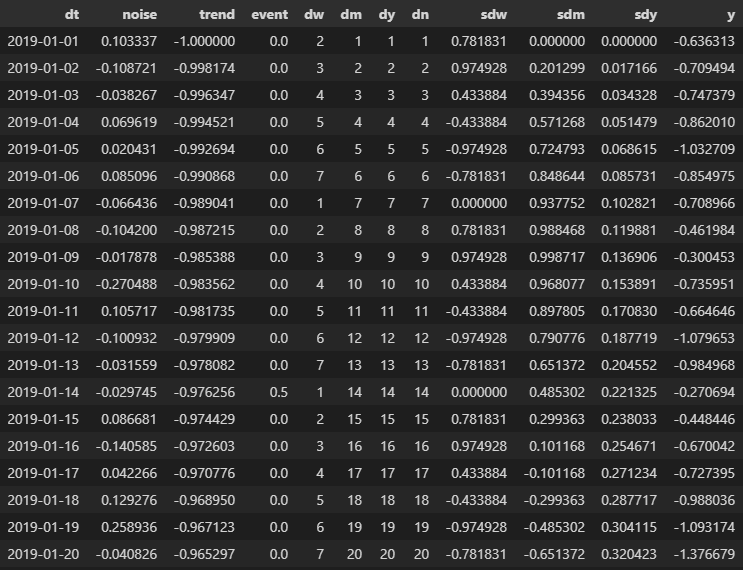 dt noise trend event dw dm dy dn sdw sdm sdy y
2019-01-01 0.103337 -1.000000 0.0 2 1 1 1 0.781831 0.000000 0.000000 -0.636313
2019-01-02 -0.108721 -0.998174 0.0 3 2 2 2 0.974928 0.201299 0.017166 -0.709494
2019-01-03 -0.038267 -0.996347 0.0 4 3 3 3 0.433884 0.394356 0.034328 -0.747379
2019-01-04 0.069619 -0.994521 0.0 5 4 4 4 -0.433884 0.571268 0.051479 -0.862010
2019-01-05 0.020431 -0.992694 0.0 6 5 5 5 -0.974928 0.724793 0.068615 -1.032709
2019-01-06 0.085096 -0.990868 0.0 7 6 6 6 -0.781831 0.848644 0.085731 -0.854975
2019-01-07 -0.066436 -0.989041 0.0 1 7 7 7 0.000000 0.937752 0.102821 -0.708966
2019-01-08 -0.104200 -0.987215 0.0 2 8 8 8 0.781831 0.988468 0.119881 -0.461984
2019-01-09 -0.017878 -0.985388 0.0 3 9 9 9 0.974928 0.998717 0.136906 -0.300453
2019-01-10 -0.270488 -0.983562 0.0 4 10 10 10 0.433884 0.968077 0.153891 -0.735951
2019-01-11 0.105717 -0.981735 0.0 5 11 11 11 -0.433884 0.897805 0.170830 -0.664646
2019-01-12 -0.100932 -0.979909 0.0 6 12 12 12 -0.974928 0.790776 0.187719 -1.079653
2019-01-13 -0.031559 -0.978082 0.0 7 13 13 13 -0.781831 0.651372 0.204552 -0.984968
2019-01-14 -0.029745 -0.976256 0.5 1 14 14 14 0.000000 0.485302 0.221325 -0.270694
2019-01-15 0.086681 -0.974429 0.0 2 15 15 15 0.781831 0.299363 0.238033 -0.448446
2019-01-16 -0.140585 -0.972603 0.0 3 16 16 16 0.974928 0.101168 0.254671 -0.670042
2019-01-17 0.042266 -0.970776 0.0 4 17 17 17 0.433884 -0.101168 0.271234 -0.727395
2019-01-18 0.129276 -0.968950 0.0 5 18 18 18 -0.433884 -0.299363 0.287717 -0.988036
2019-01-19 0.258936 -0.967123 0.0 6 19 19 19 -0.974928 -0.485302 0.304115 -1.093174
2019-01-20 -0.040826 -0.965297 0.0 7 20 20 20 -0.781831 -0.651372 0.320423 -1.376679